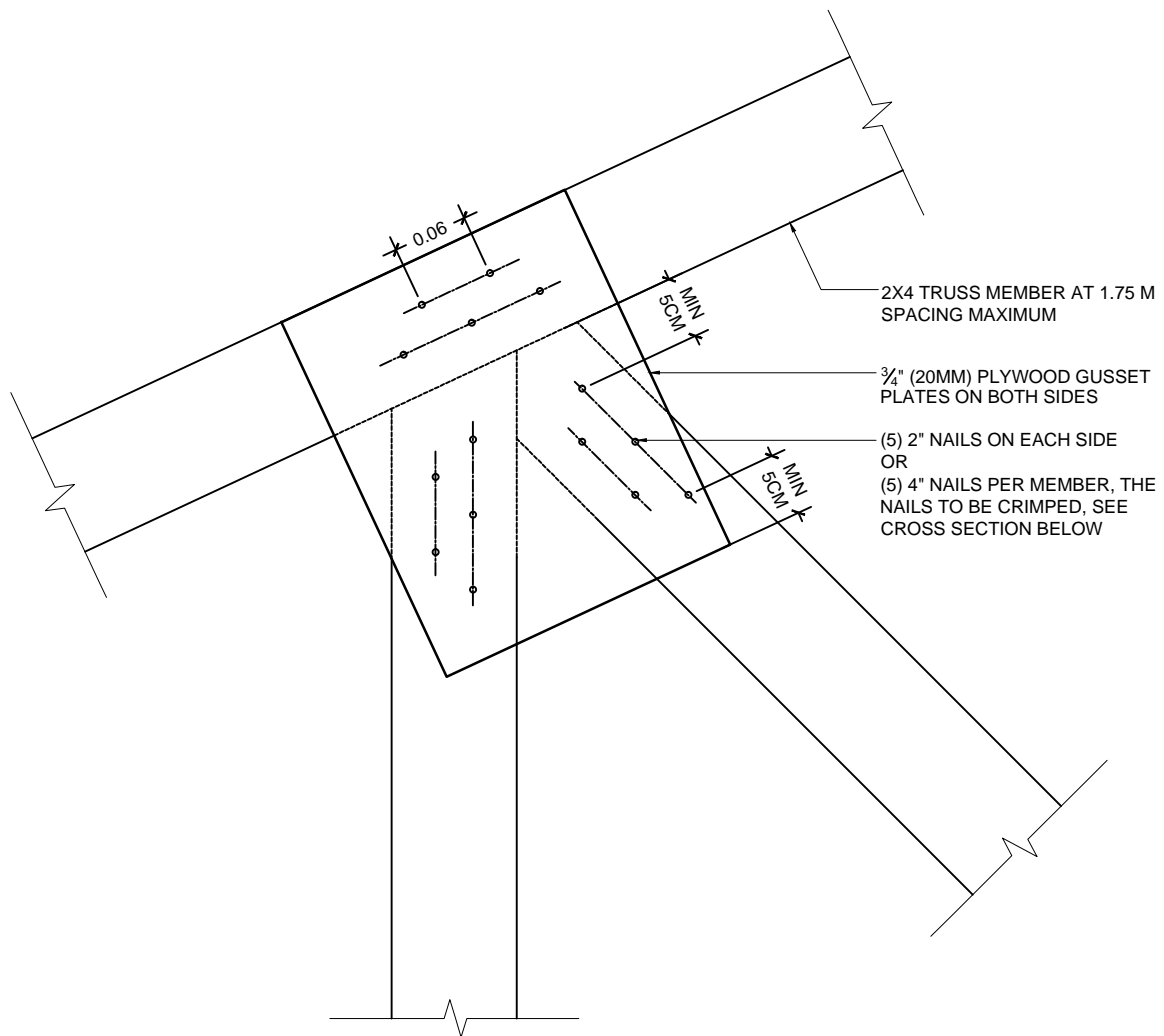 0.06
MIN
5CM
2X4 TRUSS MEMBER AT 1.75 M
SPACING MAXIMUM
¾" (20MM) PLYWOOD GUSSET
PLATES ON BOTH SIDES
(5) 2" NAILS ON EACH SIDE
OR
(5) 4" NAILS PER MEMBER, THE
NAILS TO BE CRIMPED, SEE
CROSS SECTION BELOW
MIN
5CM